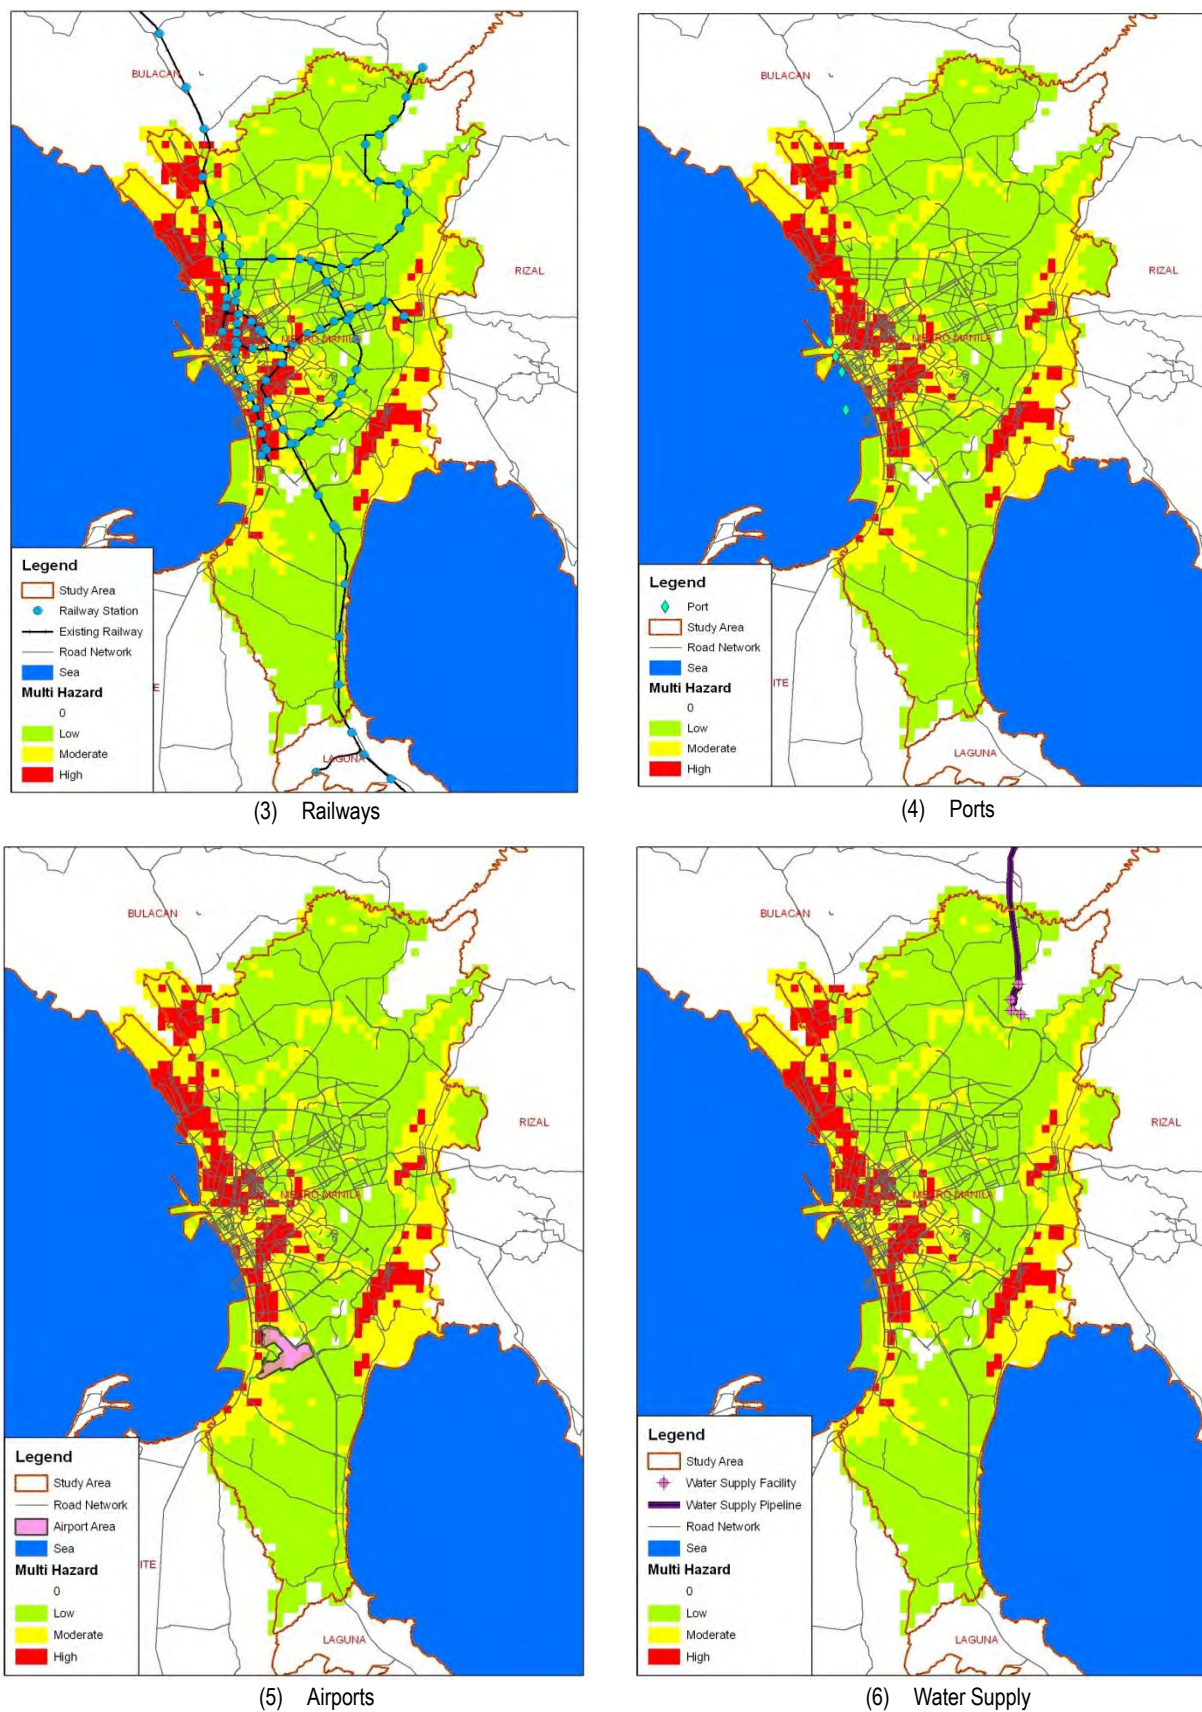 BULACAN
RIZAL
METRO MANILA
Legend
Study Area
Railway Station
Existing Railway
Road Network
Sea
Multi Hazard
0
Low
Moderate
High
TE
LAGUNA
(3) Railways
BULACAN
RIZAL
METRO MANILA
Legend
Port
Study Area
Road Network
Sea
Multi Hazard
0
Low
Moderate
High
ITE
LAGUNA
(4) Ports
BULACAN
RIZAL
METRO MANILA
Legend
Study Area
Road Network
Airport Area
Sea
Multi Hazard
0
Low
Moderate
High
ITE
LAGUNA
(5) Airports
BULACAN
RIZAL
METRO MANILA
Legend
Study Area
Water Supply Facility
Water Supply Pipeline
Road Network
Sea
Multi Hazard
0
Low
Moderate
High
ITE
LAGUNA
(6) Water Supply